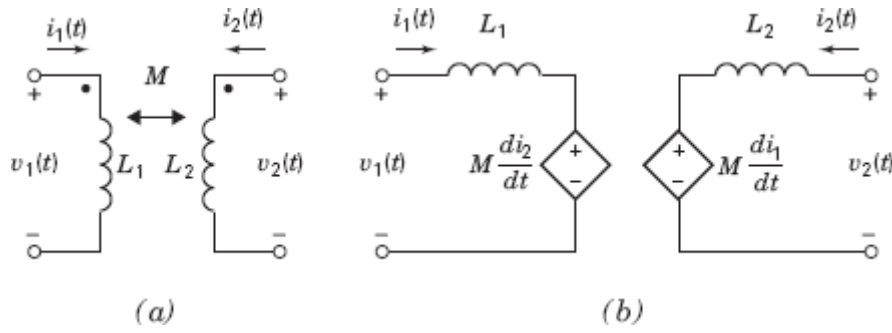 i₁(t)
i₂(t)
M
+
+
v₁(t)
L₁
L₂
v₂(t)
−
−
(a)
i₁(t)
L₁
L₂
i₂(t)
+
+
v₁(t)
M di₂/dt
+
−
+
−
M di₁/dt
v₂(t)
−
−
(b)